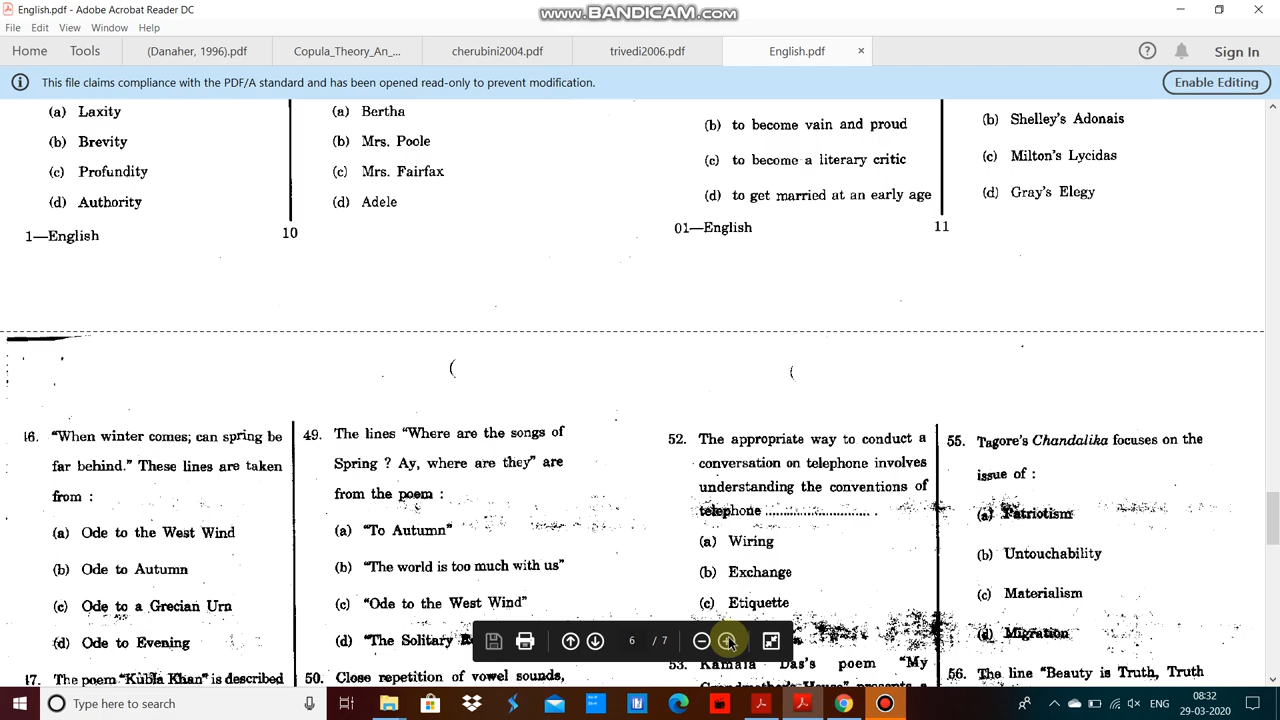 English.pdf - Adobe Acrobat Reader DC
WWW.BANDICAM.COM
File Edit View Window Help
Home Tools (Danaher, 1996).pdf Copula_Theory_An_... cherubini2004.pdf trivedi2006.pdf English.pdf × Sign In
This file claims compliance with the PDF/A standard and has been opened read-only to prevent modification. Enable Editing
(a) Laxity
(b) Brevity
(c) Profundity
(d) Authority
1—English
(a) Bertha
(b) Mrs. Poole
(c) Mrs. Fairfax
(d) Adele
10
(b) to become vain and proud
(c) to become a literary critic
(d) to get married at an early age
01—English
(b) Shelley's Adonais
(c) Milton's Lycidas
(d) Gray's Elegy
11
46. "When winter comes; can spring be
far behind." These lines are taken
from :
(a) Ode to the West Wind
(b) Ode to Autumn
(c) Ode to a Grecian Urn
(d) Ode to Evening
47. The poem "Kubla Khan" is described
49. The lines "Where are the songs of
Spring ? Ay, where are they" are
from the poem :
(a) "To Autumn"
(b) "The world is too much with us"
(c) "Ode to the West Wind"
(d) "The Solitary
50. Close repetition of vowel sounds,
52. The appropriate way to conduct a
conversation on telephone involves
understanding the conventions of
telephone ........................... .
(a) Wiring
(b) Exchange
(c) Etiquette
53. Kamala Das's poem "My
55. Tagore's Chandalika focuses on the
issue of :
(a) Patriotism
(b) Untouchability
(c) Materialism
(d) Migration
56. The line "Beauty is Truth, Truth
6 / 7
Type here to search
ENG
08:32
29-03-2020